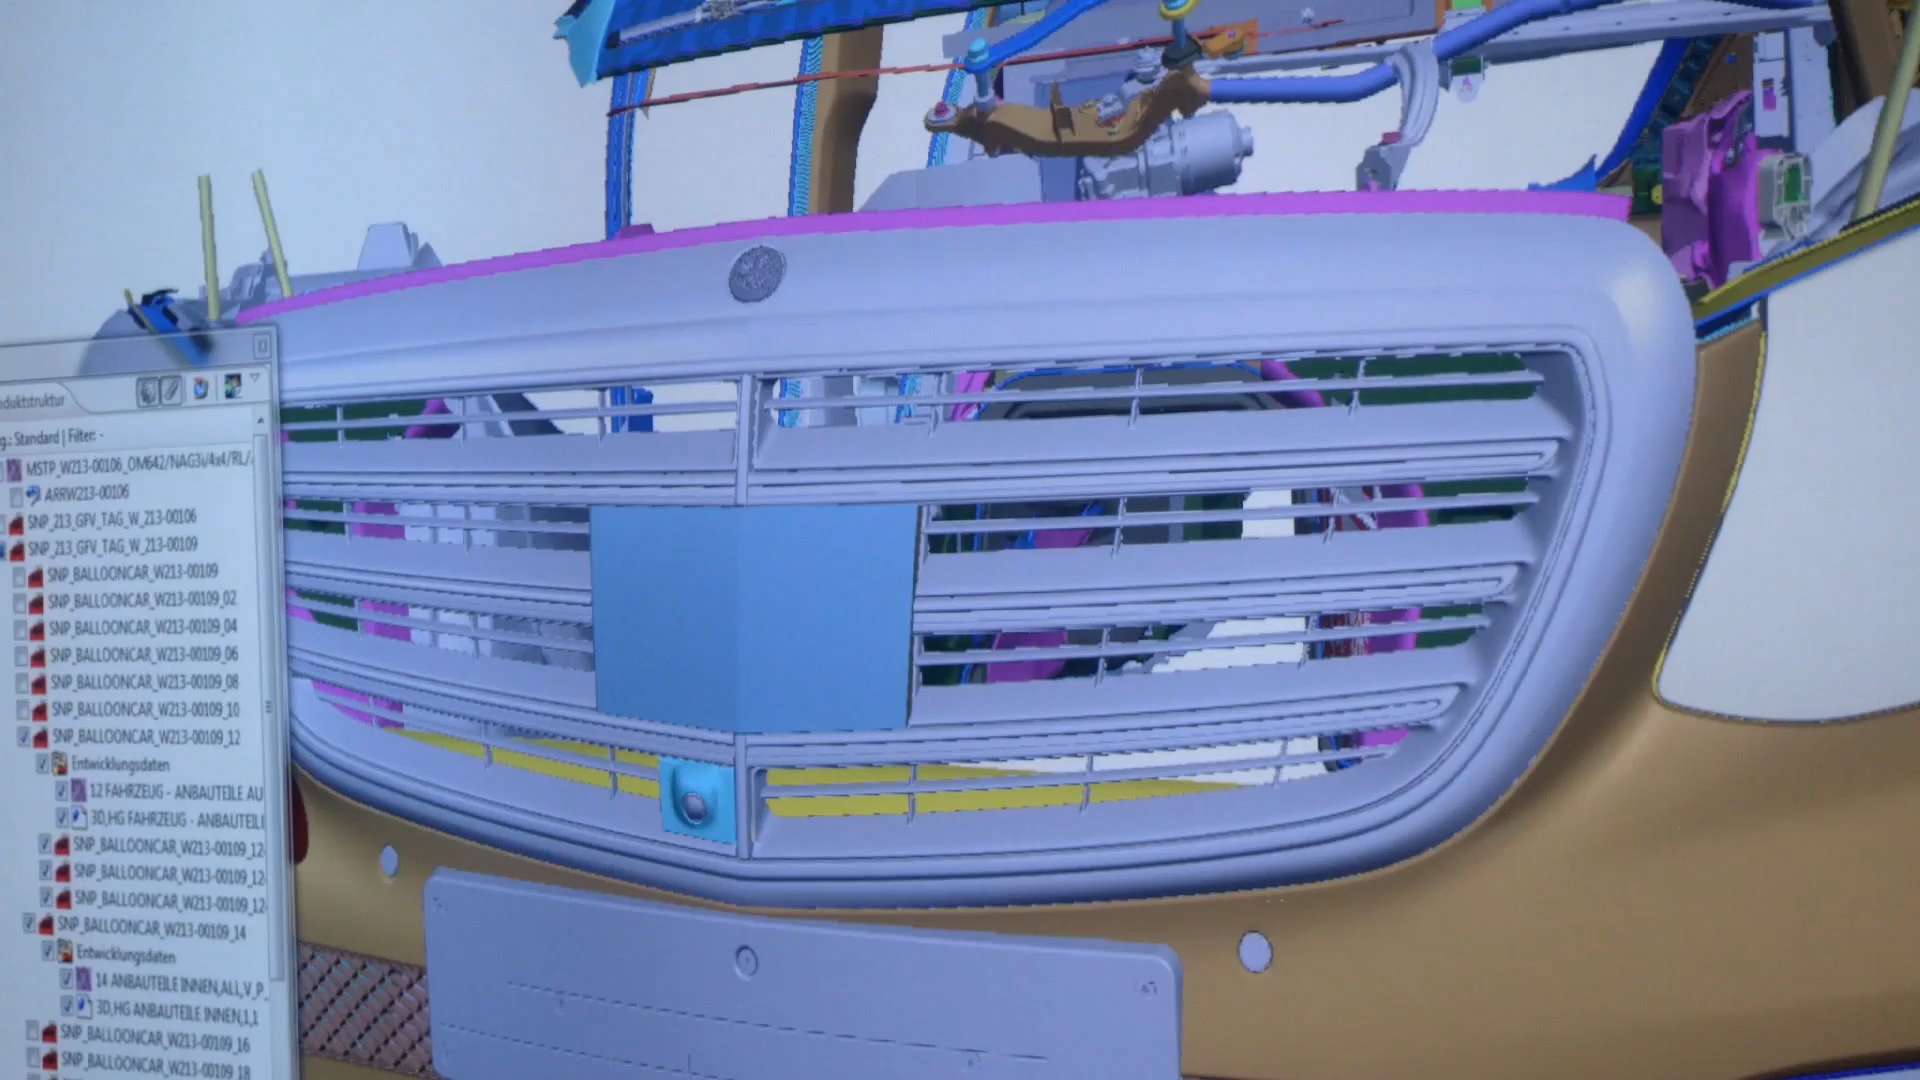 duktstruktur
g.: Standard | Filter: -
MSTP_W213-00106_OM642/NAG3i/4x4/RL/
ARRW213-00106
SNP_213_GFV_TAG_W_213-00106
SNP_213_GFV_TAG_W_213-00109
SNP_BALLOONCAR_W213-00109
SNP_BALLOONCAR_W213-00109_02
SNP_BALLOONCAR_W213-00109_04
SNP_BALLOONCAR_W213-00109_06
SNP_BALLOONCAR_W213-00109_08
SNP_BALLOONCAR_W213-00109_10
SNP_BALLOONCAR_W213-00109_12
Entwicklungsdaten
12 FAHRZEUG - ANBAUTEILE AU
3D,HG FAHRZEUG - ANBAUTEILI
SNP_BALLOONCAR_W213-00109_12
SNP_BALLOONCAR_W213-00109_12
SNP_BALLOONCAR_W213-00109_12
SNP_BALLOONCAR_W213-00109_14
Entwicklungsdaten
14 ANBAUTEILE INNEN,ALL,V_P
3D,HG ANBAUTEILE INNEN,1,1
SNP_BALLOONCAR_W213-00109_16
SNP_BALLOONCAR_W213-00109_18